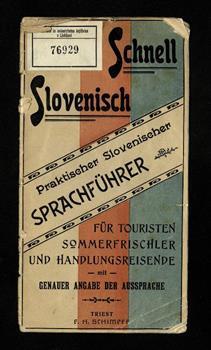 76929
Schnell
Slovenisch
Praktischer Slovenischer
SPRACHFÜHRER
FÜR TOURISTEN
SOMMERFRISCHLER
UND HANDLUNGSREISENDE
— mit —
GENAUER ANGABE DER AUSSPRACHE
TRIEST
F. H. SCHIMPFF